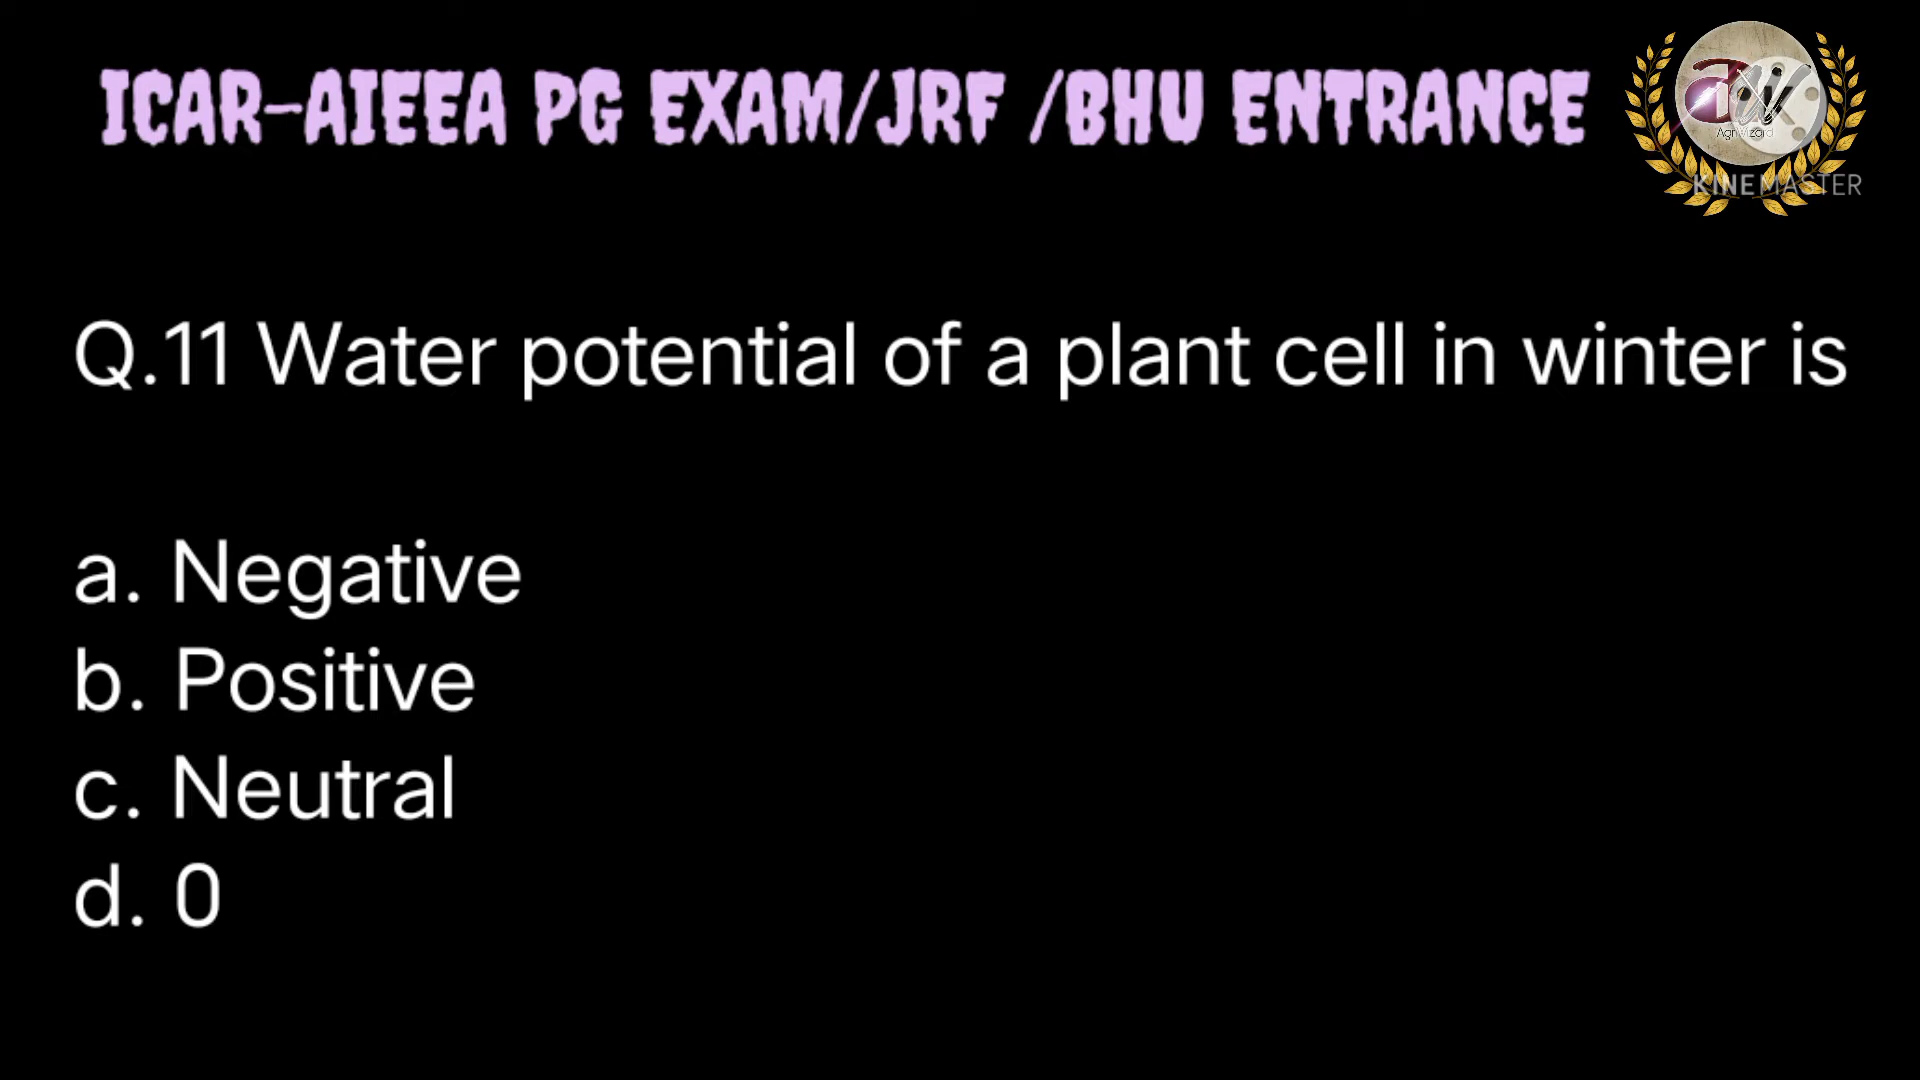 ICAR-AIEEA PG EXAM/JRF /BHU ENTRANCE
AgriWizard
KINEMASTER
Q.11 Water potential of a plant cell in winter is
a. Negative
b. Positive
c. Neutral
d. 0